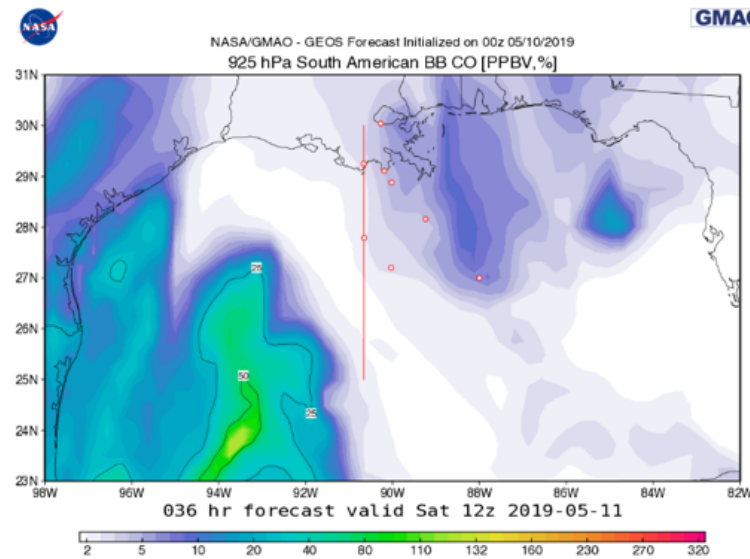 NASA
GMAO
NASA/GMAO - GEOS Forecast Initialized on 00z 05/10/2019
925 hPa South American BB CO [PPBV,%]
31N
30N
29N
28N
27N
26N
25N
24N
23N
25
50
25
98W 96W 94W 92W 90W 88W 86W 84W 82W
036 hr forecast valid Sat 12z 2019-05-11
2 5 10 20 40 80 110 132 160 230 270 320